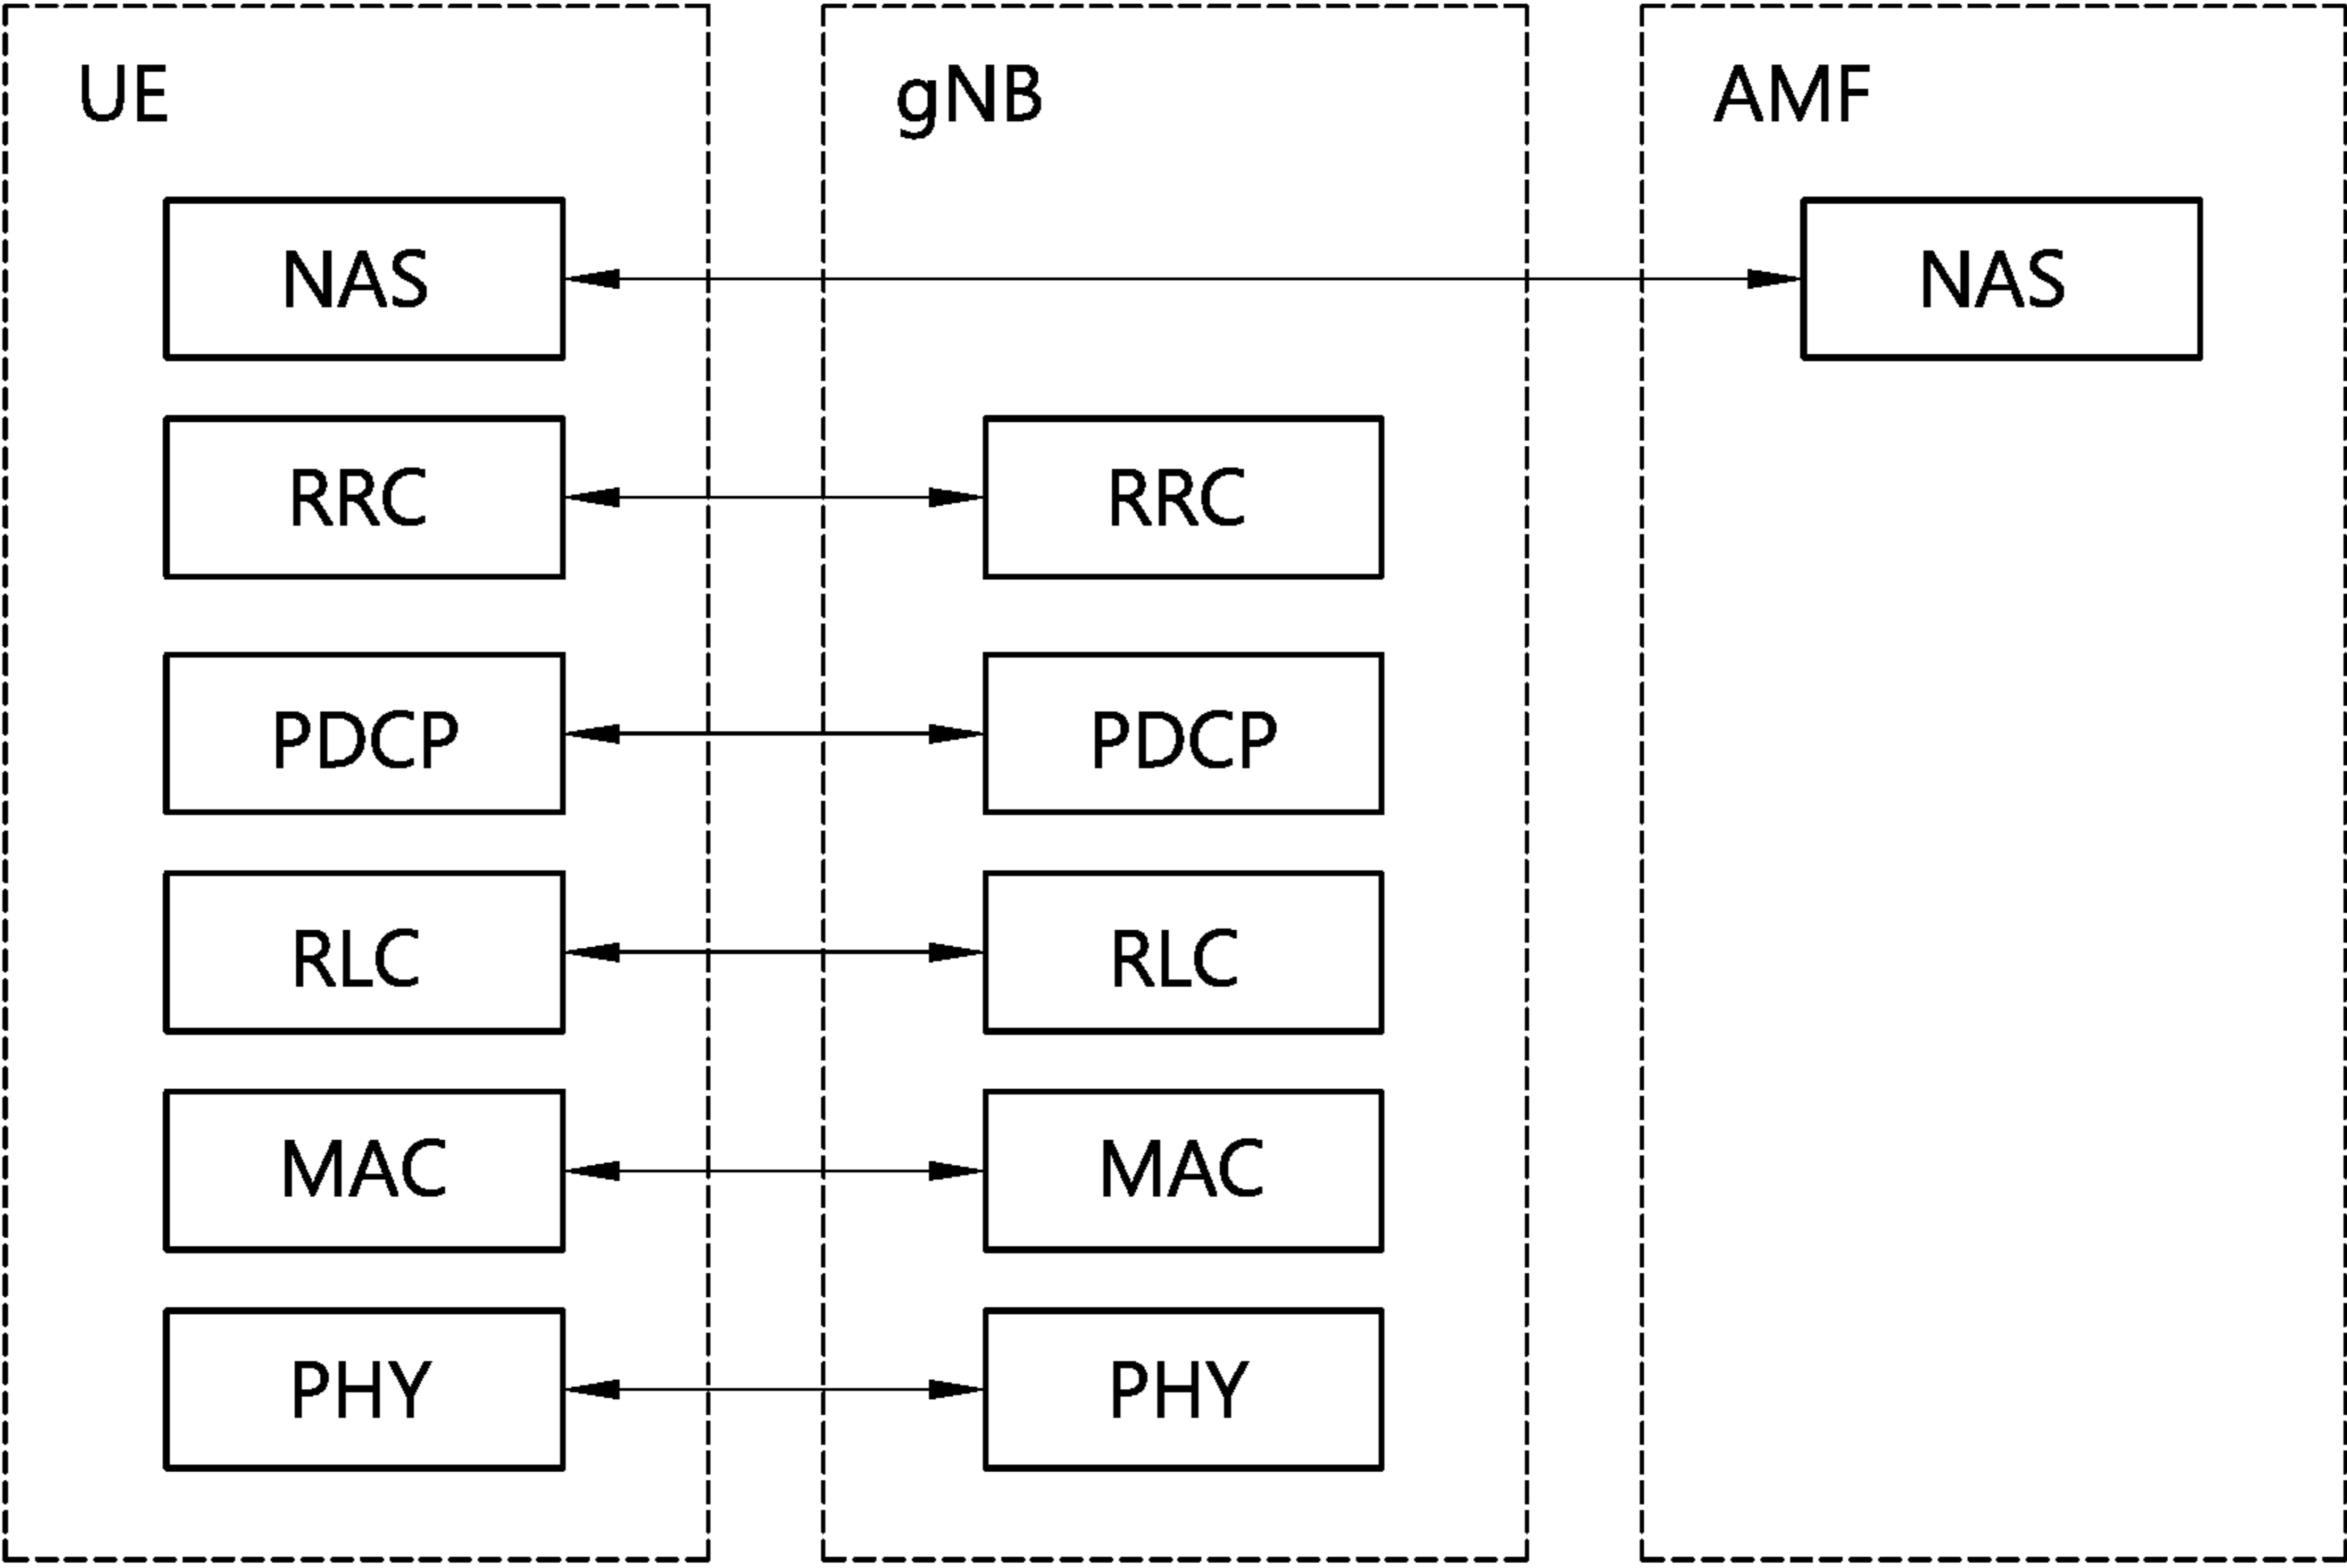 UE gNB AMF
NAS NAS
RRC RRC
PDCP PDCP
RLC RLC
MAC MAC
PHY PHY